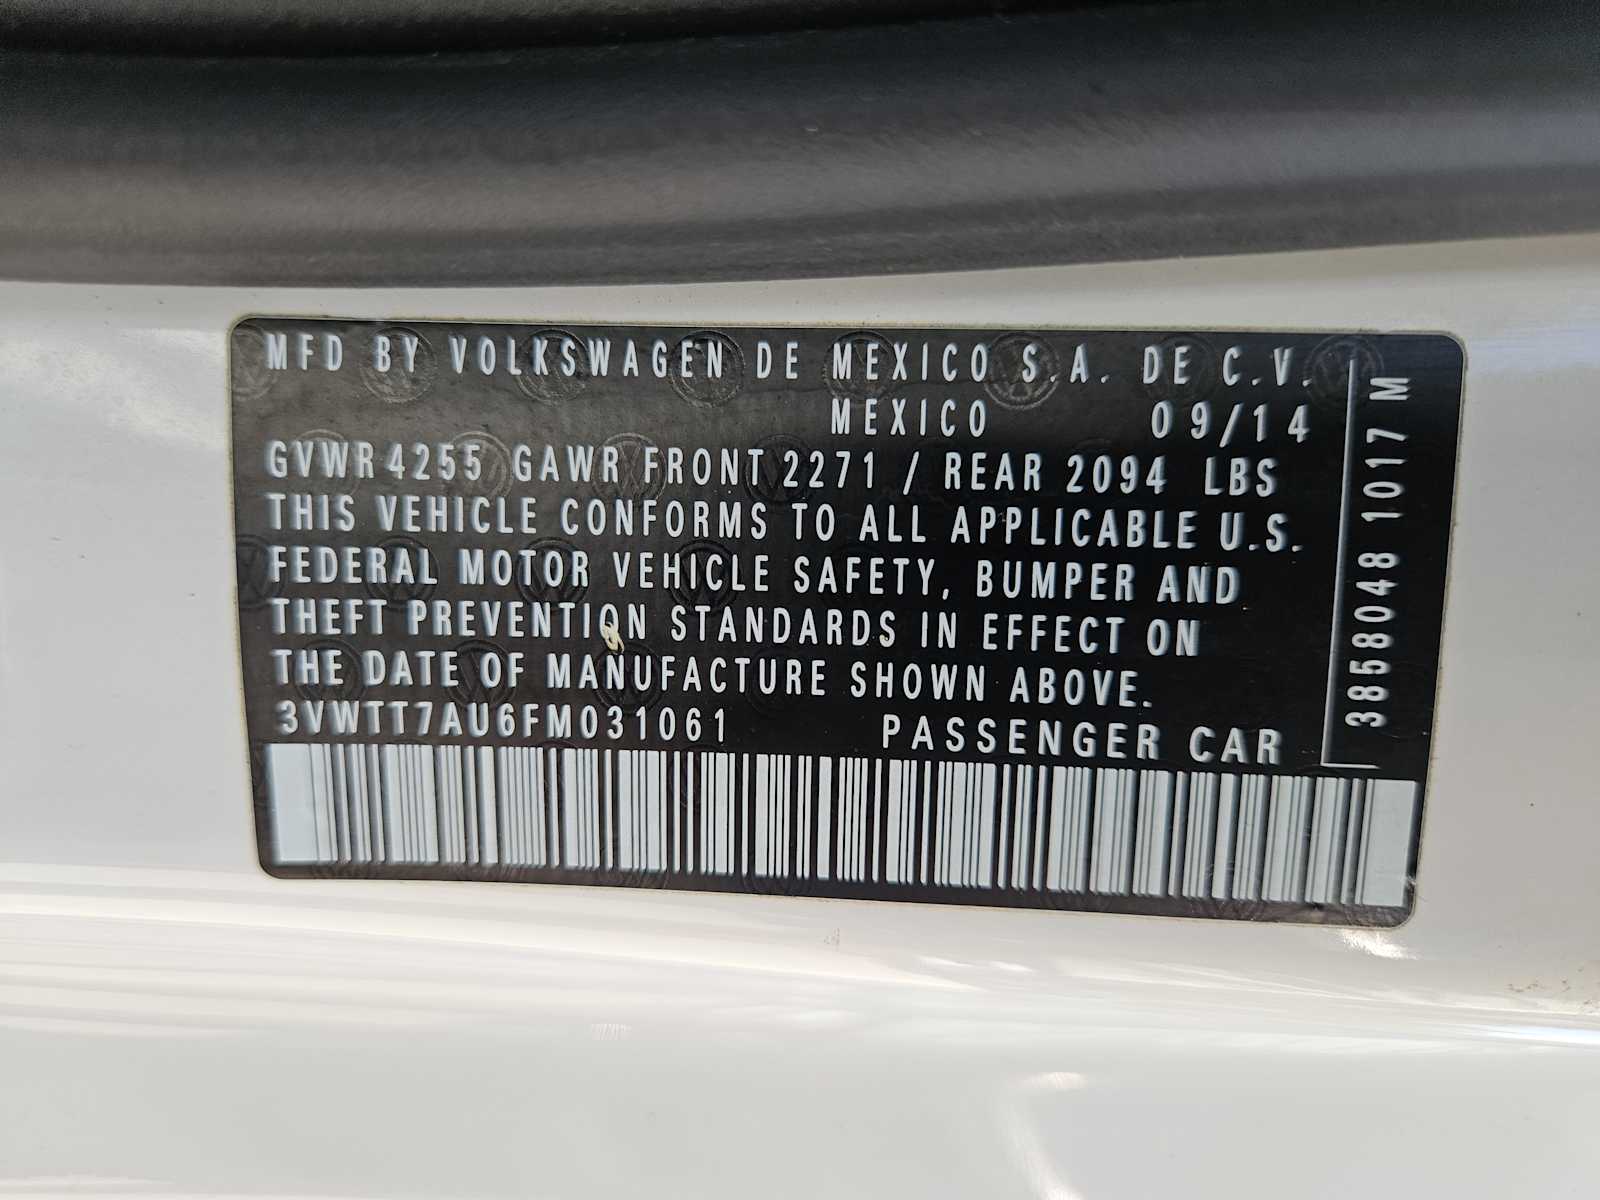 MFD BY VOLKSWAGEN DE MEXICO S.A. DE C.V.
MEXICO 09/14
GVWR 4255 GAWR FRONT 2271 / REAR 2094 LBS
THIS VEHICLE CONFORMS TO ALL APPLICABLE U.S.
FEDERAL MOTOR VEHICLE SAFETY, BUMPER AND
THEFT PREVENTION STANDARDS IN EFFECT ON
THE DATE OF MANUFACTURE SHOWN ABOVE.
3VWTT7AU6FM031061 PASSENGER CAR
3858048 1017 M